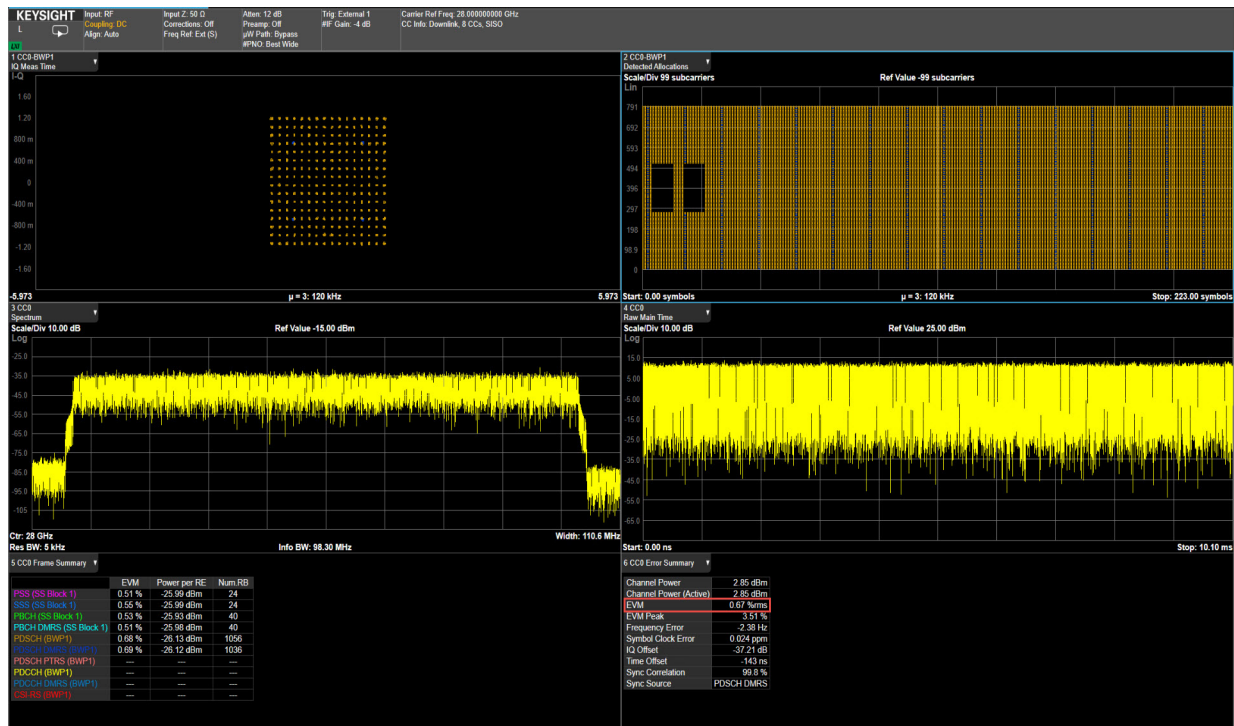 KEYSIGHT
L
LXI
Input: RF
Coupling: DC
Align: Auto
Input Z: 50 Ω
Corrections: Off
Freq Ref: Ext (S)
Atten: 12 dB
Preamp: Off
µW Path: Bypass
#PNO: Best Wide
Trig: External 1
#IF Gain: -4 dB
Carrier Ref Freq: 28.000000000 GHz
CC Info: Downlink, 8 CCs, SISO
1 CC0-BWP1
IQ Meas Time
I-Q
1.60
1.20
800 m
400 m
0
-400 m
-800 m
-1.20
-1.60
-5.973
µ = 3: 120 kHz
5.973
2 CC0-BWP1
Detected Allocations
Scale/Div 99 subcarriers
Ref Value -99 subcarriers
Lin
791
692
593
494
396
297
198
98.9
0
Start: 0.00 symbols
µ = 3: 120 kHz
Stop: 223.00 symbols
3 CC0
Spectrum
Scale/Div 10.00 dB
Ref Value -15.00 dBm
Log
-25.0
-35.0
-45.0
-55.0
-65.0
-75.0
-85.0
-95.0
-105
Ctr: 28 GHz
Width: 110.6 MHz
Res BW: 5 kHz
Info BW: 98.30 MHz
4 CC0
Raw Main Time
Scale/Div 10.00 dB
Ref Value 25.00 dBm
Log
15.0
5.00
-5.00
-15.0
-25.0
-35.0
-45.0
-55.0
-65.0
Start: 0.00 ns
Stop: 10.10 ms
5 CC0 Frame Summary
EVM Power per RE Num.RB
PSS (SS Block 1) 0.51 % -25.99 dBm 24
SSS (SS Block 1) 0.55 % -25.99 dBm 24
PBCH (SS Block 1) 0.53 % -25.93 dBm 40
PBCH DMRS (SS Block 1) 0.51 % -25.98 dBm 40
PDSCH (BWP1) 0.68 % -26.13 dBm 1056
PDSCH DMRS (BWP1) 0.69 % -26.12 dBm 1036
PDSCH PTRS (BWP1) --- --- ---
PDCCH (BWP1) --- --- ---
PDCCH DMRS (BWP1) --- --- ---
CSI-RS (BWP1) --- --- ---
6 CC0 Error Summary
Channel Power 2.85 dBm
Channel Power (Active) 2.85 dBm
EVM 0.67 %rms
EVM Peak 3.51 %
Frequency Error -2.38 Hz
Symbol Clock Error 0.024 ppm
IQ Offset -37.21 dB
Time Offset -143 ns
Sync Correlation 99.8 %
Sync Source PDSCH DMRS